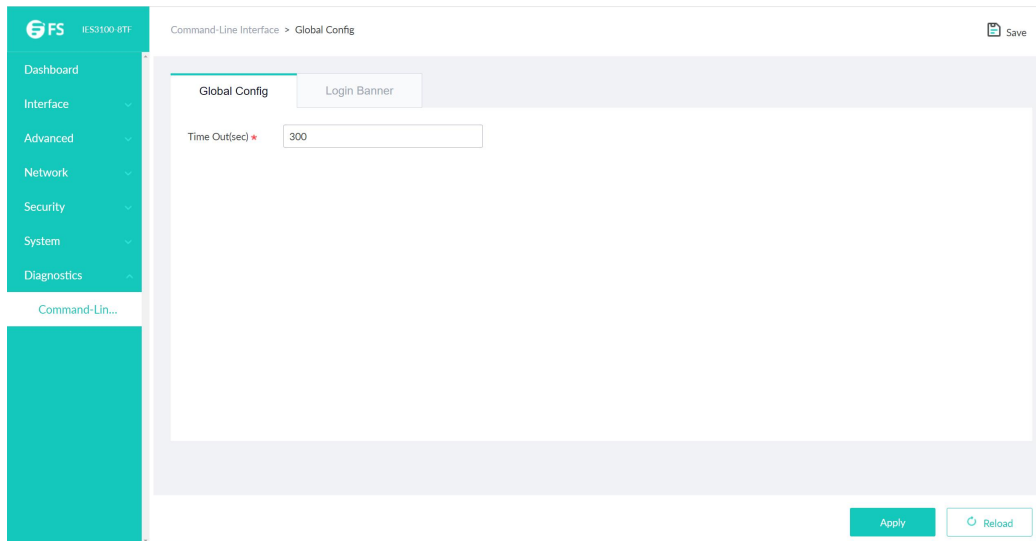 FS IES3100-8TF
Command-Line Interface > Global Config
Save
Dashboard
Interface
Advanced
Network
Security
System
Diagnostics
Command-Lin...
Global Config
Login Banner
Time Out(sec) * 300
Apply
Reload